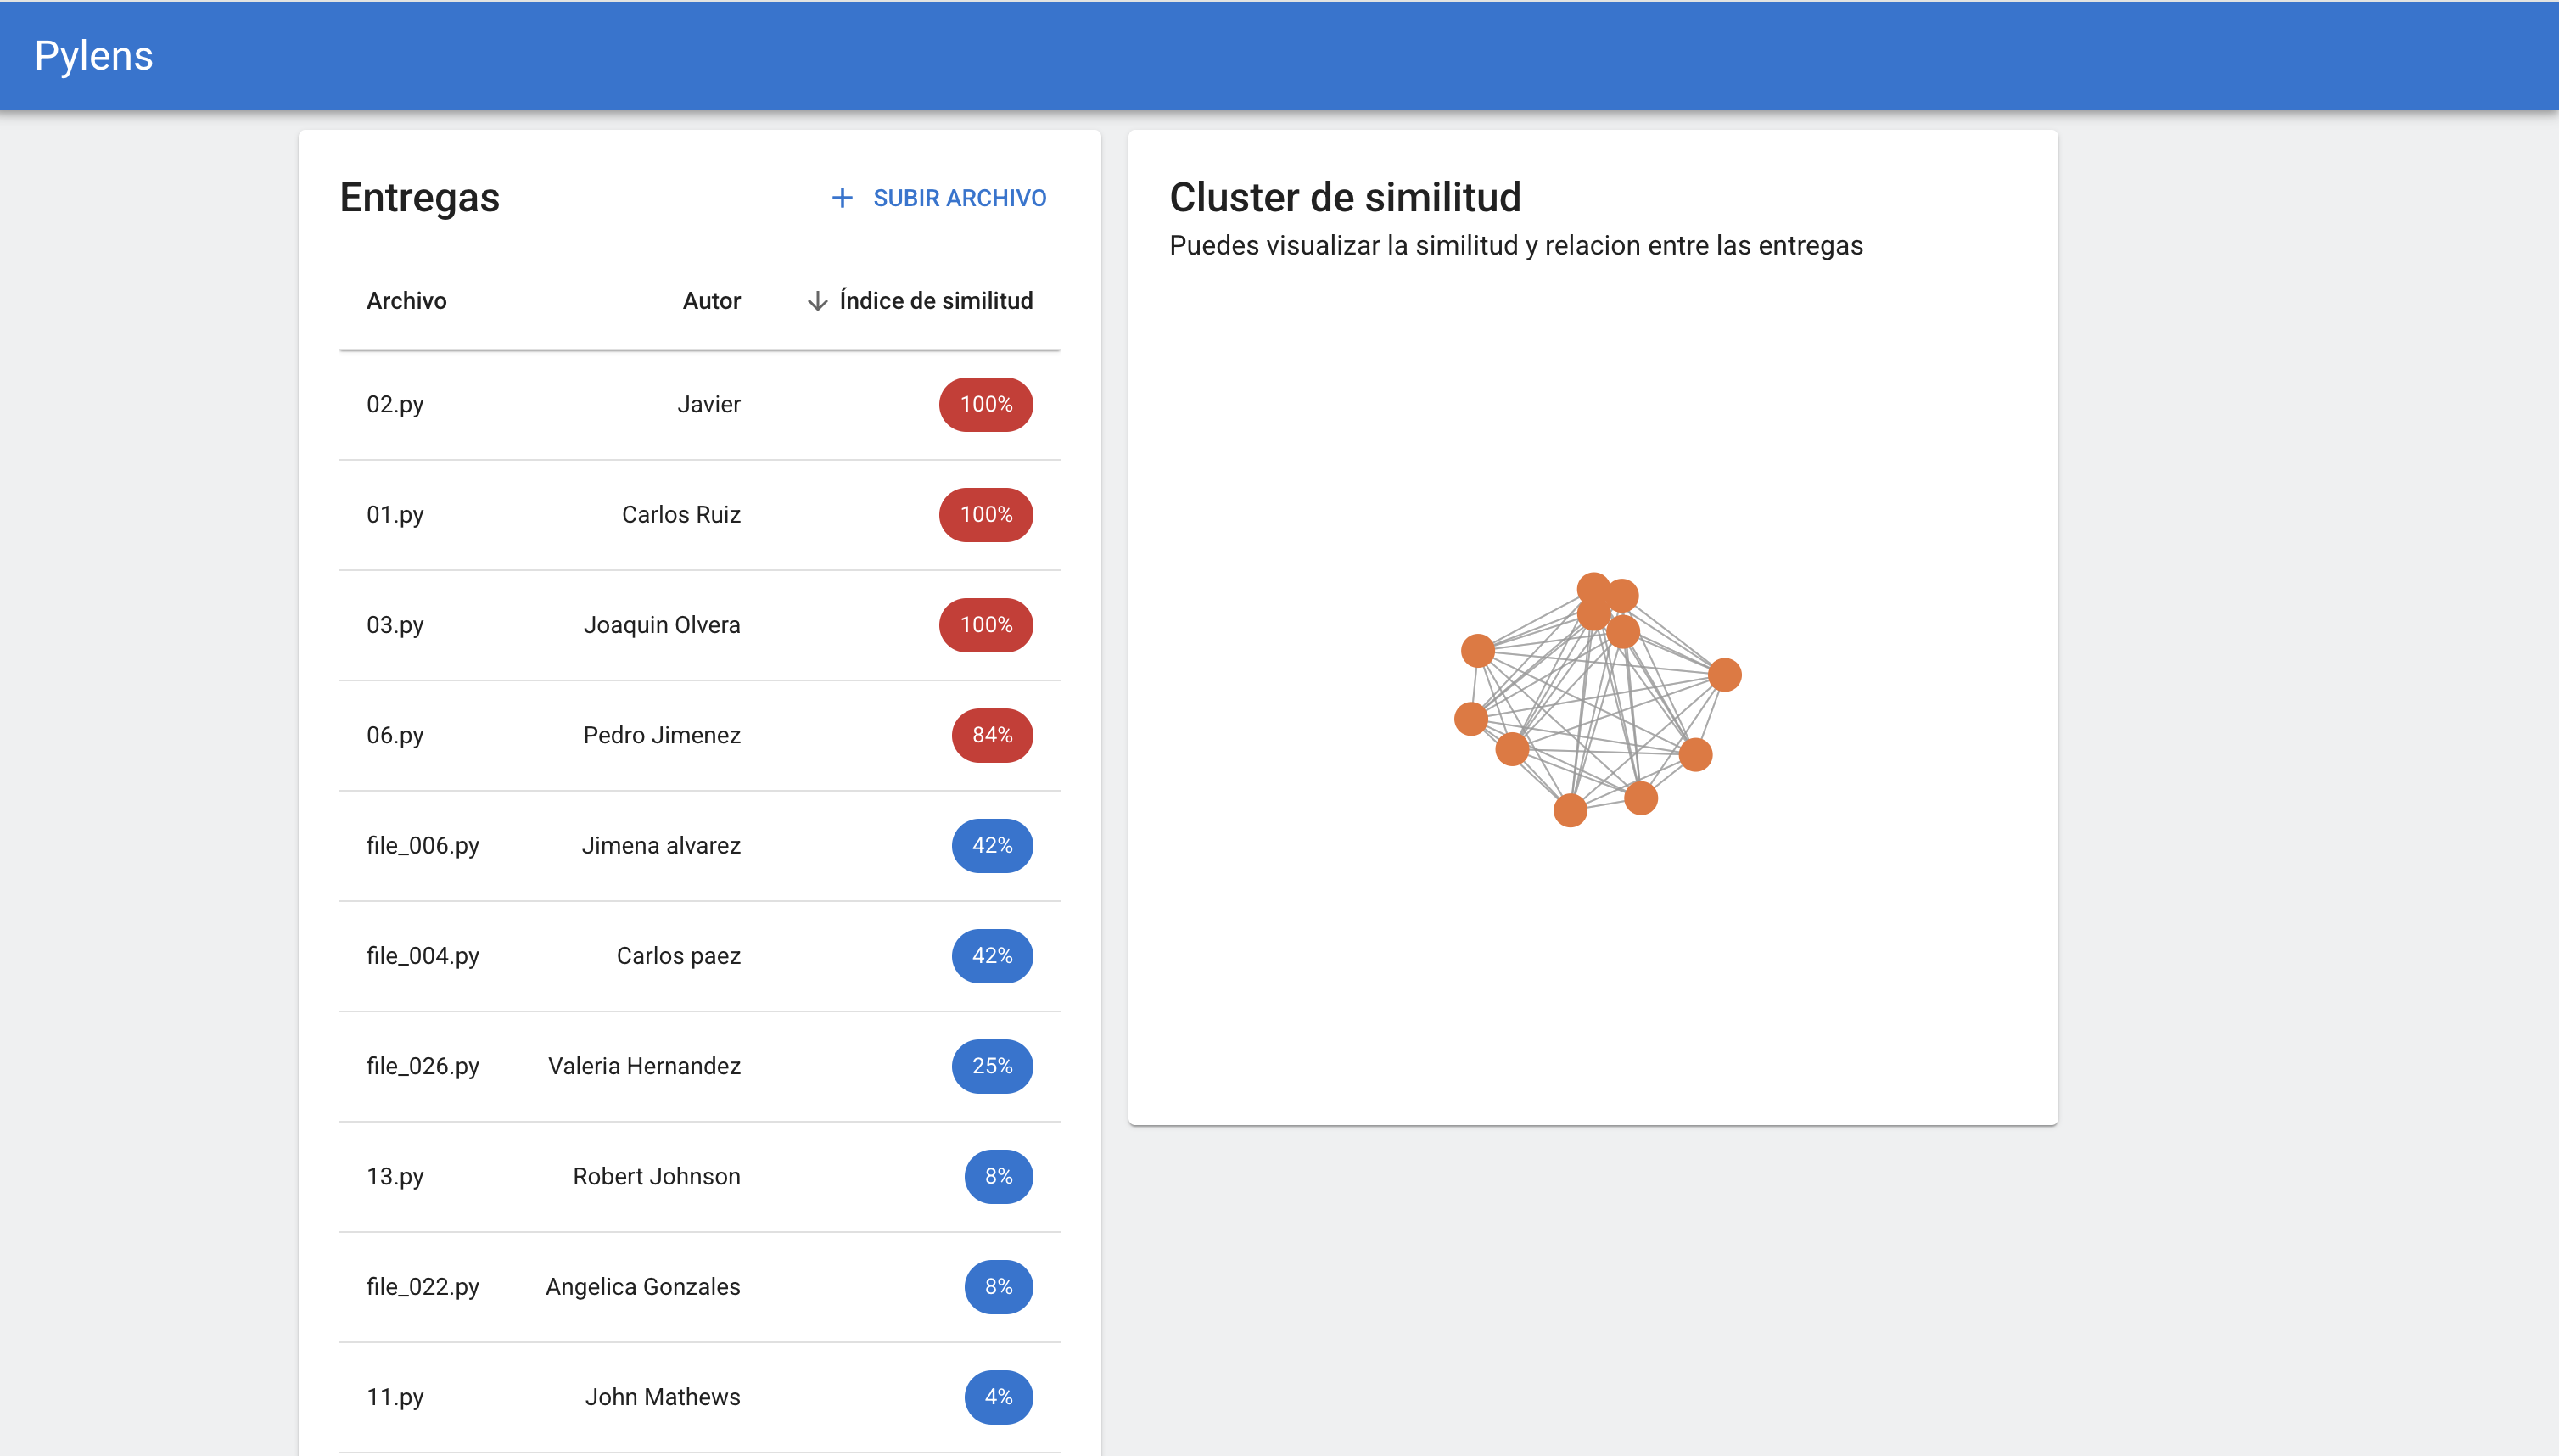 Pylens
Entregas
SUBIR ARCHIVO
Archivo Autor Índice de similitud
02.py Javier 100%
01.py Carlos Ruiz 100%
03.py Joaquin Olvera 100%
06.py Pedro Jimenez 84%
file_006.py Jimena alvarez 42%
file_004.py Carlos paez 42%
file_026.py Valeria Hernandez 25%
13.py Robert Johnson 8%
file_022.py Angelica Gonzales 8%
11.py John Mathews 4%
Cluster de similitud
Puedes visualizar la similitud y relacion entre las entregas